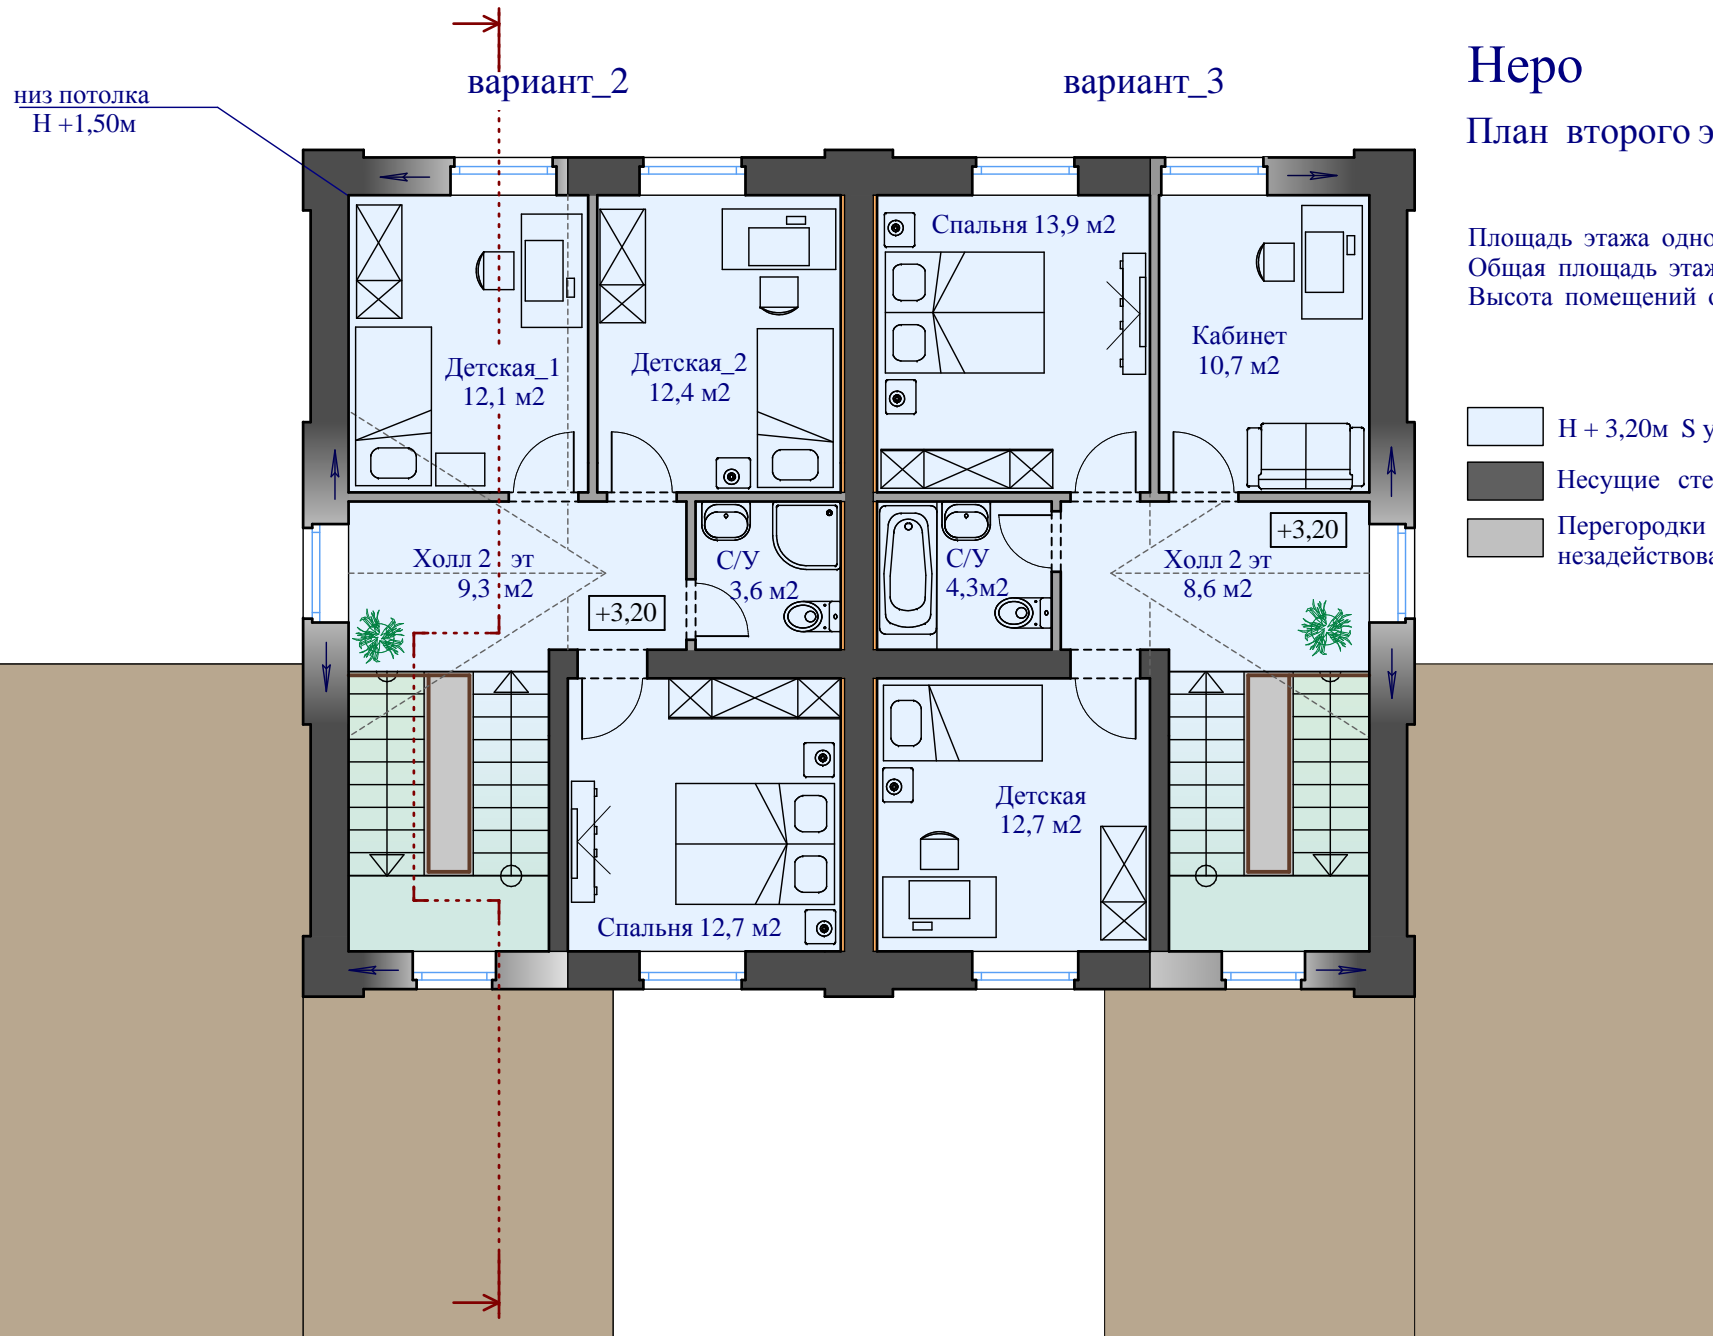 вариант_2
вариант_3
Неро
План второго э
низ потолка
Н +1,50м
Площадь этажа одно
Общая площадь этаж
Высота помещений о
Н + 3,20м S у
Несущие сте
Перегородки
незадействова
Детская_1
12,1 м2
Детская_2
12,4 м2
Спальня 13,9 м2
Кабинет
10,7 м2
Холл 2 эт
9,3 м2
+3,20
С/У
3,6 м2
С/У
4,3м2
Холл 2 эт
8,6 м2
+3,20
Спальня 12,7 м2
Детская
12,7 м2